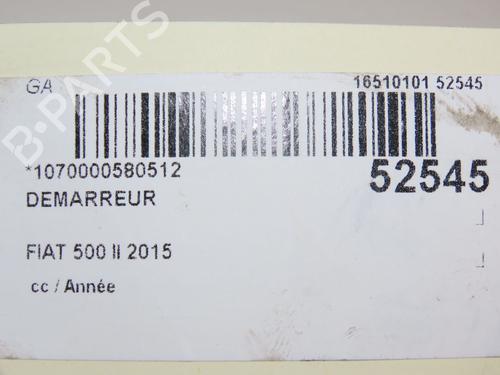 GA 16510101 52545
*1070000580512 52545
DEMARREUR
FIAT 500 II 2015
cc / Année
B-PARTS